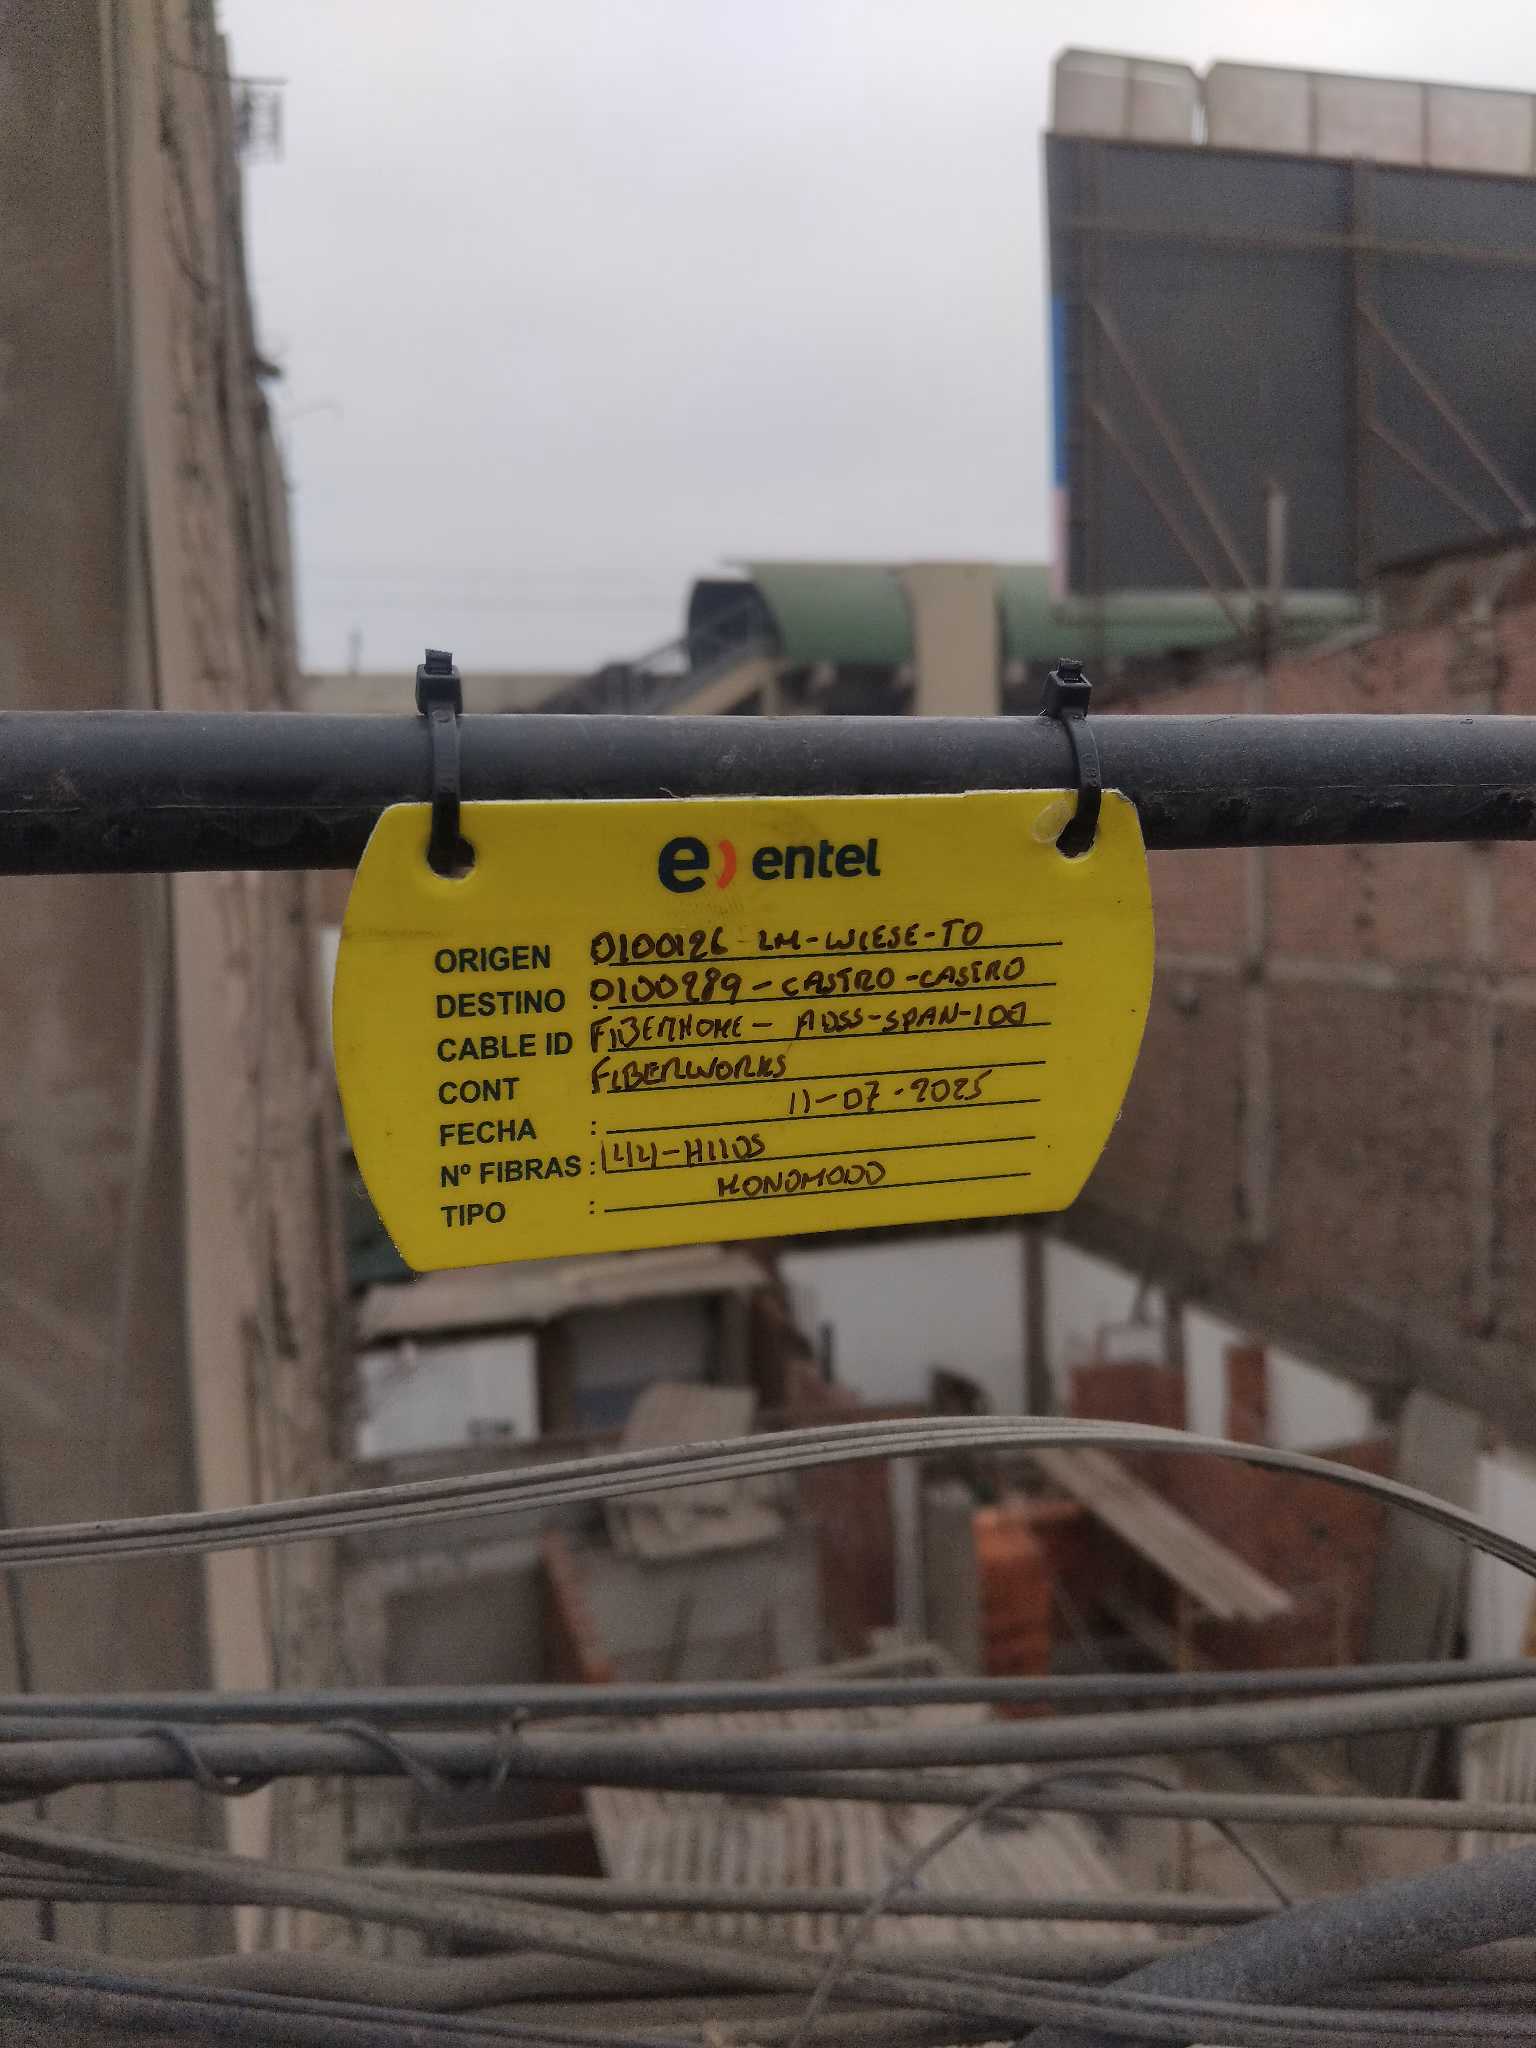 e) entel
ORIGEN : 0100126 LM-WIESE-TO
DESTINO : 0100289-CASTRO-CASTRO
CABLE ID : FIBERHOME-ADSS-SPAN-100
CONT : FIBERWORKS
FECHA : 11-07-2025
Nº FIBRAS : 144-HILOS
TIPO : MONOMODO